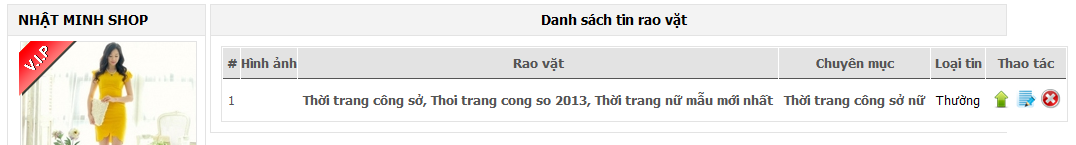 NHẬT MINH SHOP
V.I.P
Danh sách tin rao vặt
# Hình ảnh Rao vặt Chuyên mục Loại tin Thao tác
1 Thời trang công sở, Thoi trang cong so 2013, Thời trang nữ mẫu mới nhất Thời trang công sở nữ Thường